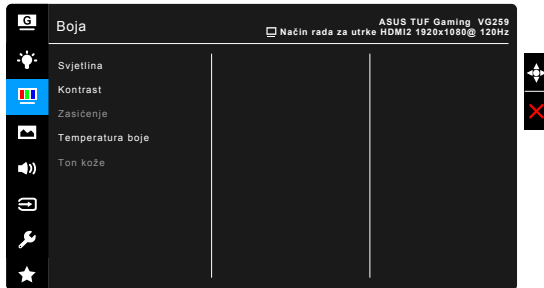 G
Boja
ASUS TUF Gaming VG259
Način rada za utrke HDMI2 1920x1080@ 120Hz
Svjetlina
Kontrast
Zasićenje
Temperatura boje
Ton kože